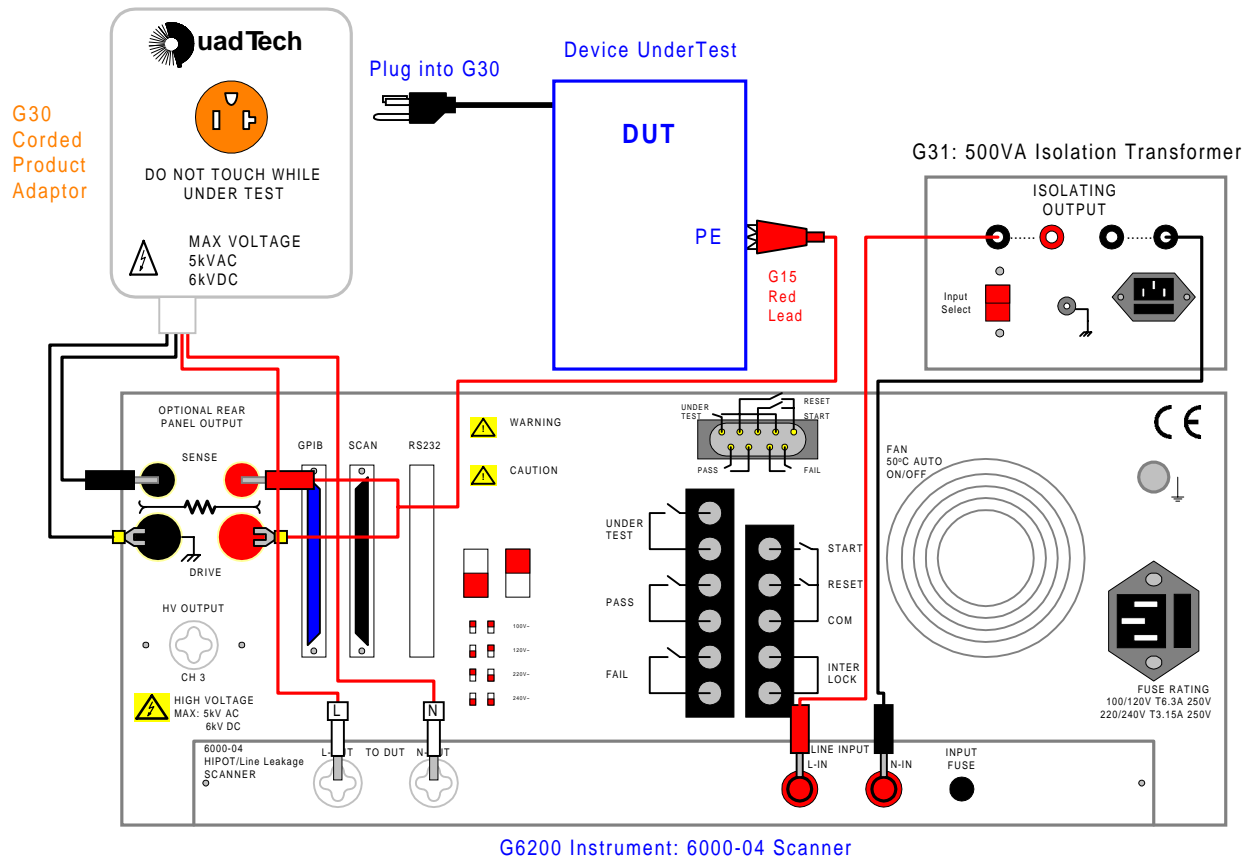 uadTech
Device UnderTest
Plug into G30
G30
Corded
Product
Adaptor
DO NOT TOUCH WHILE
UNDER TEST
MAX VOLTAGE
5kVAC
6kVDC
DUT
PE
G15
Red
Lead
G31: 500VA Isolation Transformer
ISOLATING
OUTPUT
Input
Select
OPTIONAL REAR
PANEL OUTPUT
SENSE
DRIVE
GPIB
SCAN
RS232
WARNING
CAUTION
UNDER
TEST
RESET
START
PASS
FAIL
FAN
50ºC AUTO
ON/OFF
CE
UNDER
TEST
PASS
FAIL
START
RESET
COM
INTER
LOCK
100V~
120V~
220V~
240V~
HV OUTPUT
CH 3
HIGH VOLTAGE
MAX: 5kV AC
6kV DC
FUSE RATING
100/120V T6.3A 250V
220/240V T3.15A 250V
L
N
6000-04
HIPOT/Line Leakage
SCANNER
TO DUT
LINE INPUT
L-IN
N-IN
INPUT
FUSE
G6200 Instrument: 6000-04 Scanner